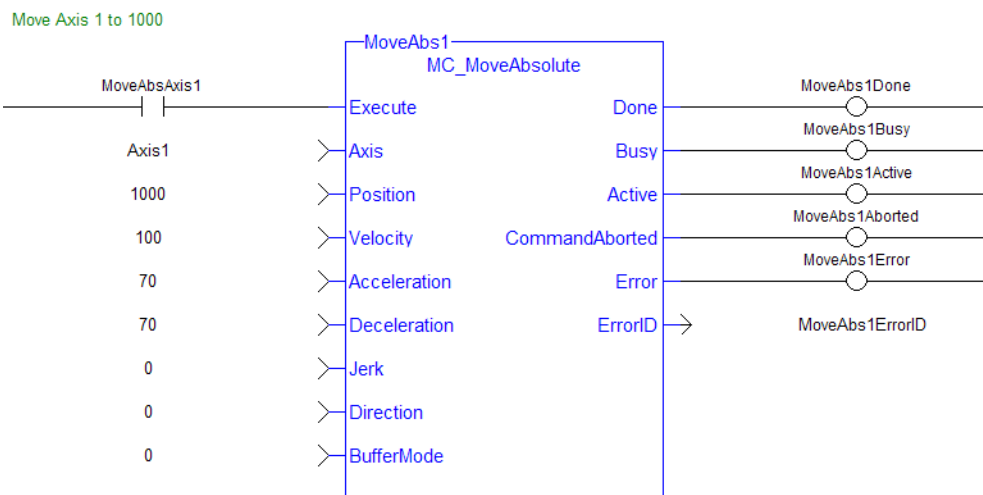 Move Axis 1 to 1000
MoveAbs1
MC_MoveAbsolute
MoveAbsAxis1 Execute Done MoveAbs1Done
Axis1 Axis Busy MoveAbs1Busy
1000 Position Active MoveAbs1Active
100 Velocity CommandAborted MoveAbs1Aborted
70 Acceleration Error MoveAbs1Error
70 Deceleration ErrorID MoveAbs1ErrorID
0 Jerk
0 Direction
0 BufferMode